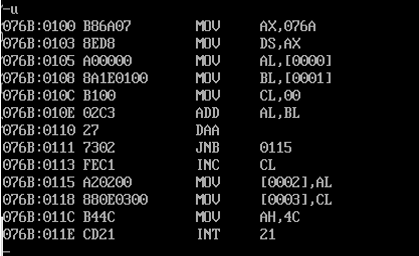 -u
076B:0100 B86A07 MOV AX,076A
076B:0103 8ED8 MOV DS,AX
076B:0105 A00000 MOV AL,[0000]
076B:0108 8A1E0100 MOV BL,[0001]
076B:010C B100 MOV CL,00
076B:010E 02C3 ADD AL,BL
076B:0110 27 DAA
076B:0111 7302 JNB 0115
076B:0113 FEC1 INC CL
076B:0115 A20200 MOV [0002],AL
076B:0118 880E0300 MOV [0003],CL
076B:011C B44C MOV AH,4C
076B:011E CD21 INT 21
-